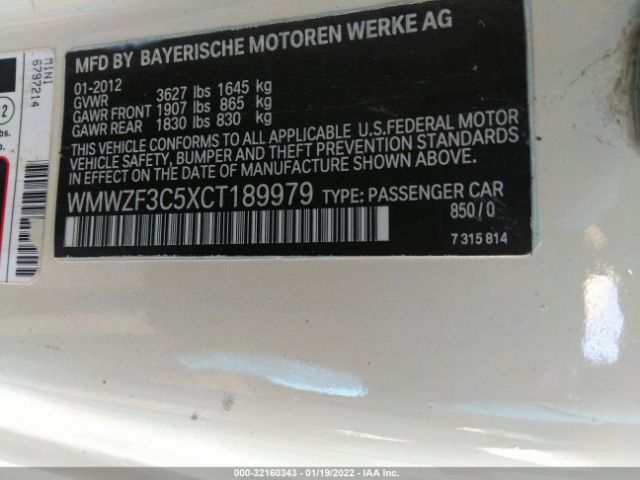 MFD BY BAYERISCHE MOTOREN WERKE AG
01-2012
GVWR 3627 lbs 1645 kg
GAWR FRONT 1907 lbs 865 kg
GAWR REAR 1830 lbs 830 kg
THIS VEHICLE CONFORMS TO ALL APPLICABLE U.S.FEDERAL MOTOR
VEHICLE SAFETY, BUMPER AND THEFT PREVENTION STANDARDS
IN EFFECT ON THE DATE OF MANUFACTURE SHOWN ABOVE.
WMWZF3C5XCT189979 TYPE: PASSENGER CAR
850/0
7 315 814
MINI
6797214
2
lbs.
000-32160343 - 01/19/2022 - IAA Inc.